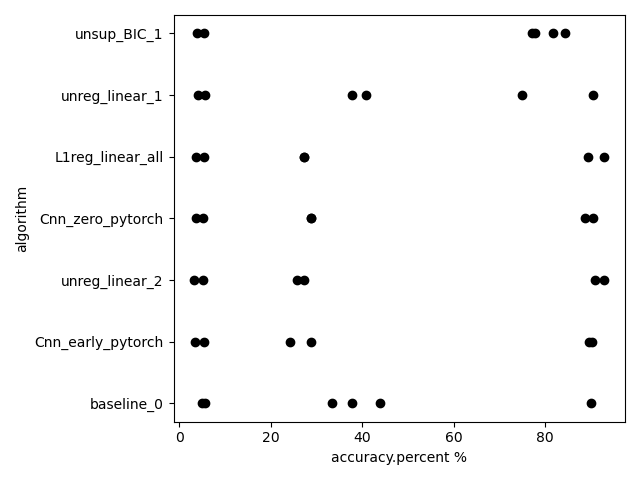 unsup_BIC_1
unreg_linear_1
L1reg_linear_all
Cnn_zero_pytorch
unreg_linear_2
Cnn_early_pytorch
baseline_0
algorithm
0 20 40 60 80
accuracy.percent %